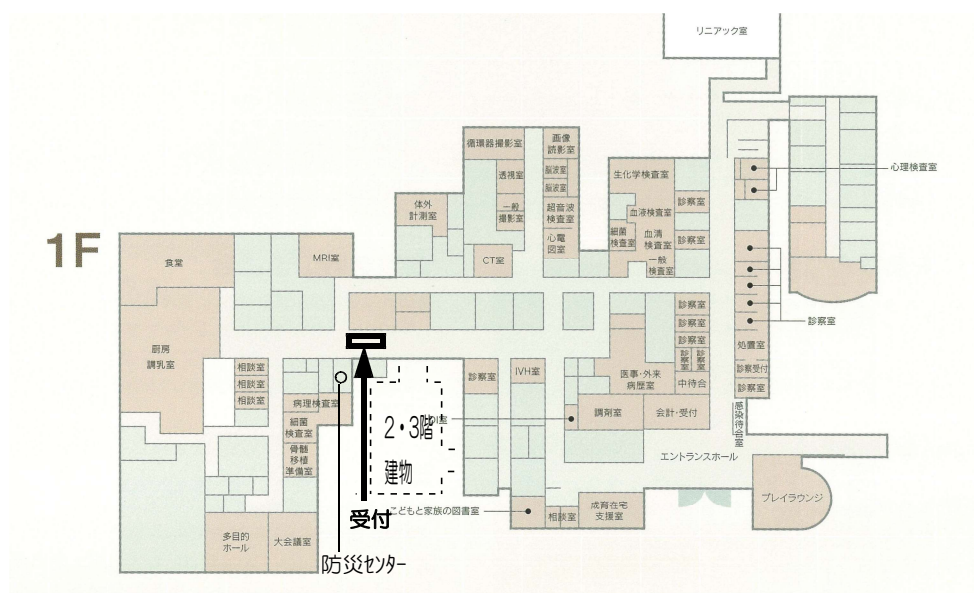 リニアック室
循環器撮影室
画像
読影室
透視室
脳波室
脳波室
一般
撮影室
超音波
検査室
心電
図室
CT室
体外
計測室
生化学検査室
血液検査室
細菌
検査室
血清
検査室
一般
検査室
診察室
診察室
心理検査室
1F
食堂
MRI室
診察室
診察室
診察室
診察室
診察室
診察室
処置室
診察受付
診察室
中待合
厨房
調乳室
相談室
相談室
相談室
病理検査室
細菌
検査室
骨髄
移植
準備室
診察室
IVH室
医事・外来
病歴室
調剤室
会計・受付
感染待合室
2・3階
建物
DI室
エントランスホール
プレイラウンジ
受付
こどもと家族の図書室
相談室
成育在宅
支援室
多目的
ホール
大会議室
防災センター